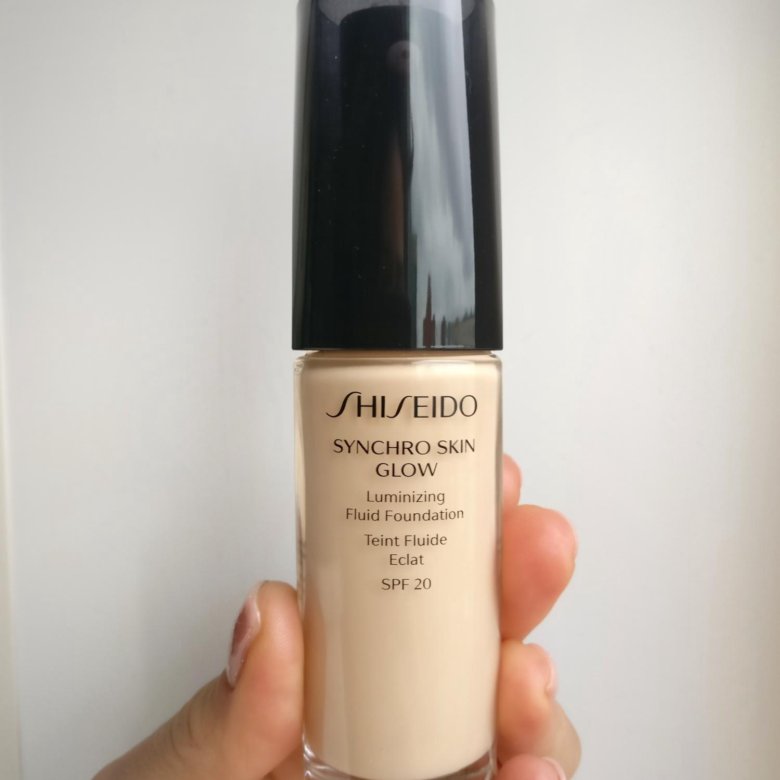 SHISEIDO
SYNCHRO SKIN
GLOW
Luminizing
Fluid Foundation
Teint Fluide
Eclat
SPF 20